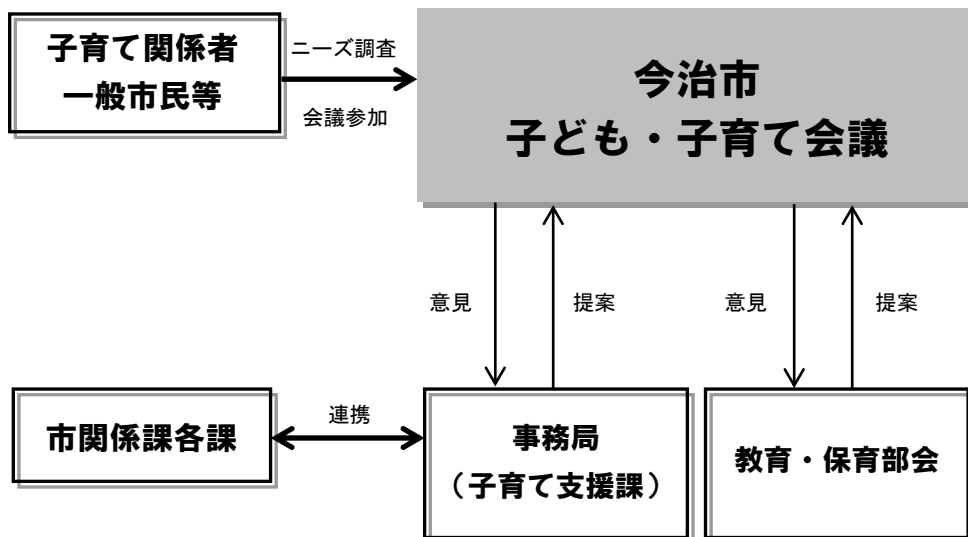 子育て関係者
一般市民等
ニーズ調査
会議参加
今治市
子ども・子育て会議
意見
提案
意見
提案
市関係課各課
連携
事務局
（子育て支援課）
教育・保育部会